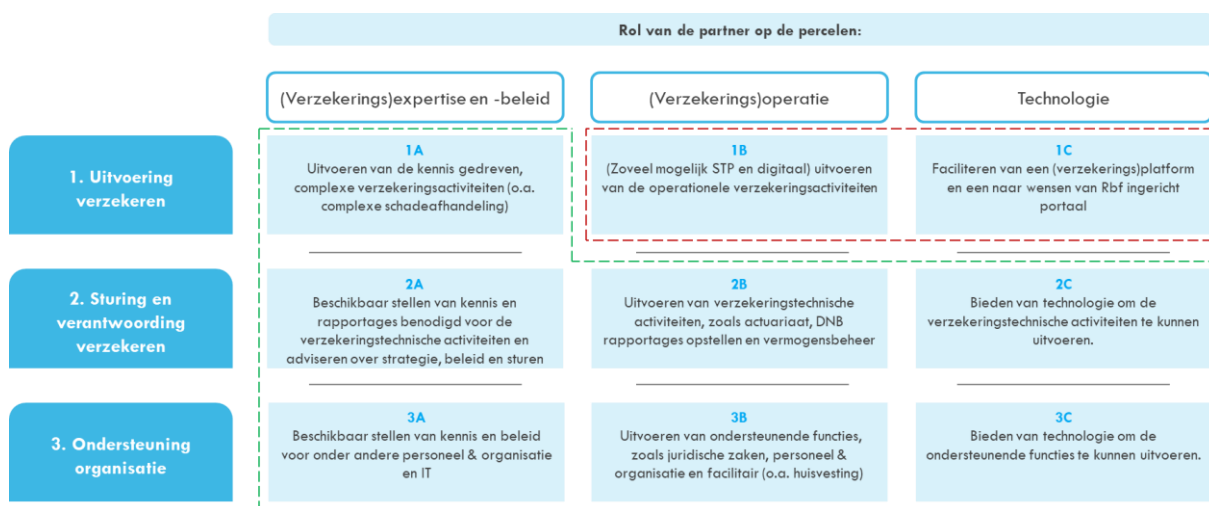 Rol van de partner op de percelen:
(Verzekerings)expertise en -beleid
(Verzekerings)operatie
Technologie
1. Uitvoering
verzekeren
1A
Uitvoeren van de kennis gedreven,
complexe verzekeringsactiviteiten (o.a.
complexe schadeafhandeling)
1B
(Zoveel mogelijk STP en digitaal) uitvoeren
van de operationele verzekeringsactiviteiten
1C
Faciliteren van een (verzekerings)platform
en een naar wensen van Rbf ingericht
portaal
2. Sturing en
verantwoording
verzekeren
2A
Beschikbaar stellen van kennis en
rapportages benodigd voor de
verzekeringstechnische activiteiten en
adviseren over strategie, beleid en sturen
2B
Uitvoeren van verzekeringstechnische
activiteiten, zoals actuariaat, DNB
rapportages opstellen en vermogensbeheer
2C
Bieden van technologie om de
verzekeringstechnische activiteiten te kunnen
uitvoeren.
3. Ondersteuning
organisatie
3A
Beschikbaar stellen van kennis en beleid
voor onder andere personeel & organisatie
en IT
3B
Uitvoeren van ondersteunende functies,
zoals juridische zaken, personeel &
organisatie en facilitair (o.a. huisvesting)
3C
Bieden van technologie om de
ondersteunende functies te kunnen uitvoeren.